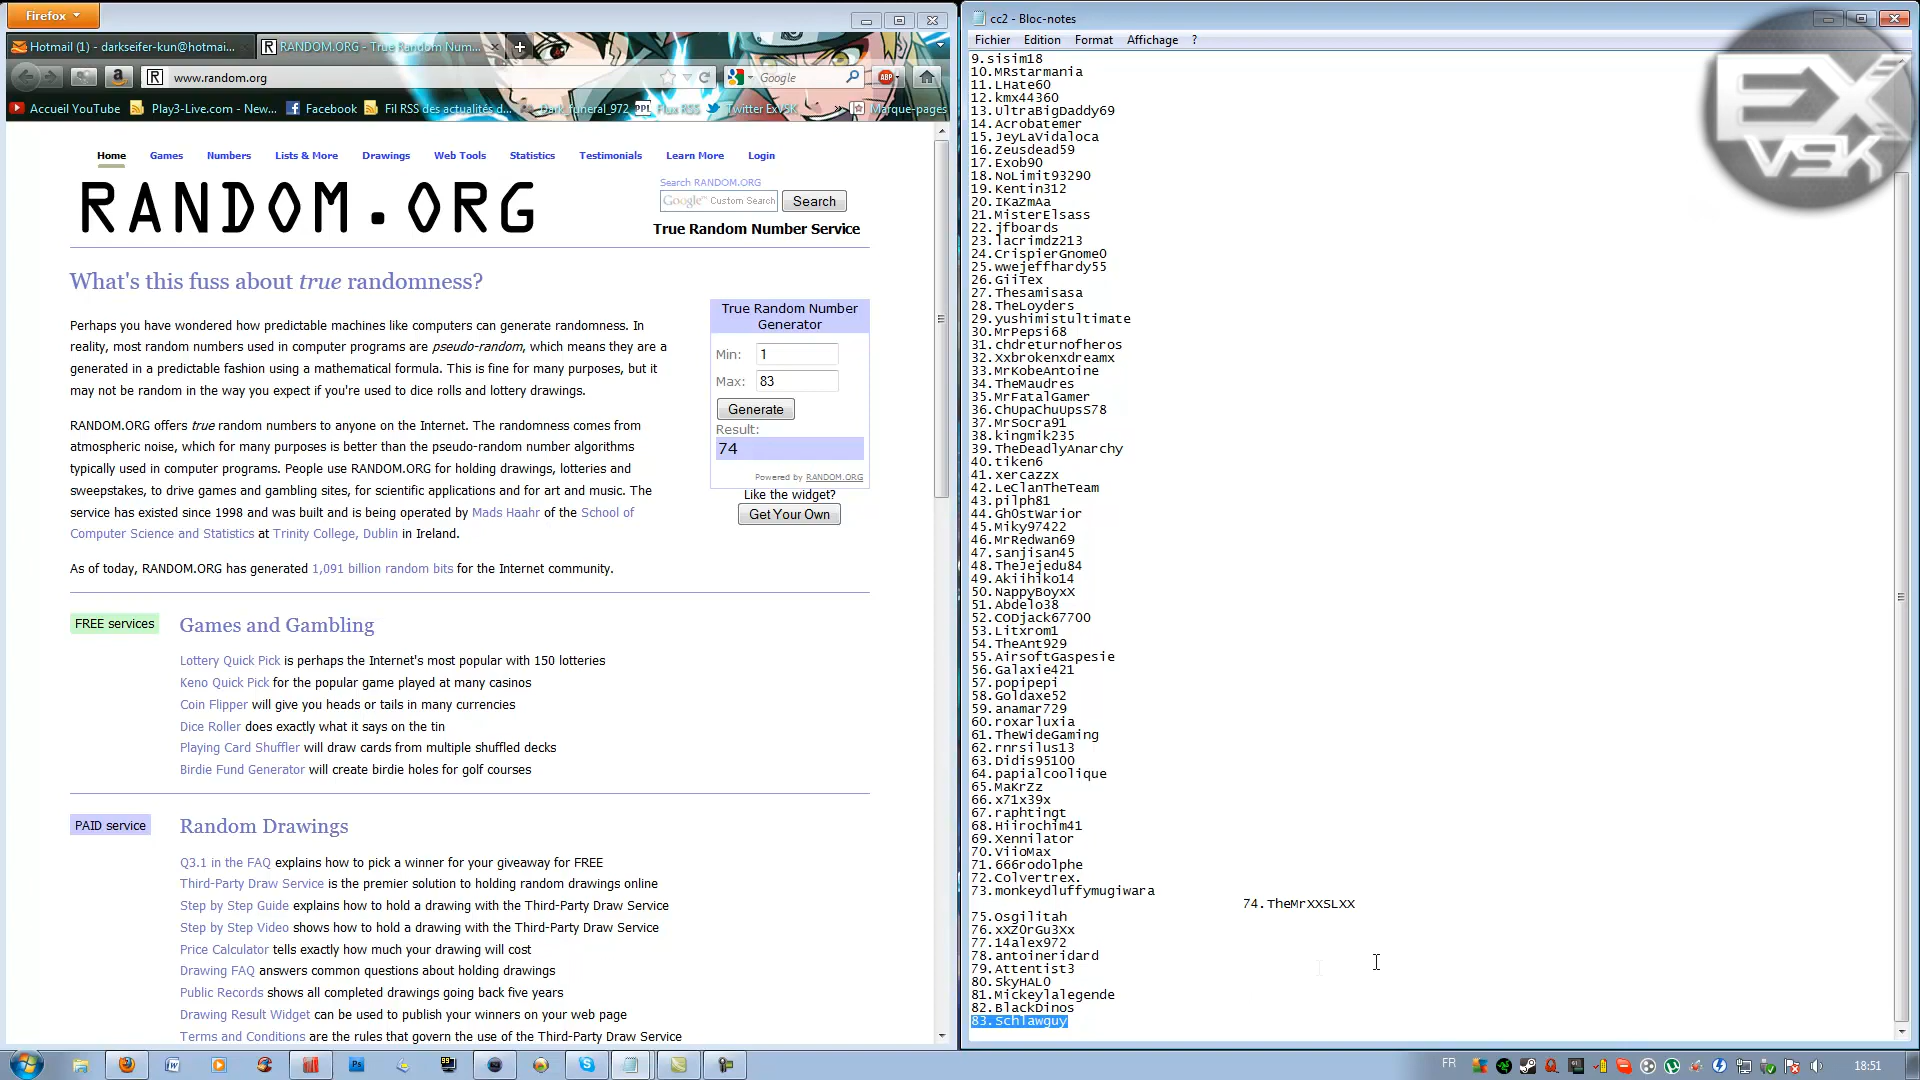 Firefox
Hotmail (1) - darkseifer-kun@hotmai...
RANDOM.ORG - True Random Num...
www.random.org
Google
ABP
Accueil YouTube
Play3-Live.com - New...
Facebook
Fil RSS des actualités d...
Dark_funeral_972
PPL
Flux RSS
Twitter ExVSK
Marque-pages
Home
Games
Numbers
Lists & More
Drawings
Web Tools
Statistics
Testimonials
Learn More
Login
RANDOM.ORG
Search RANDOM.ORG
Google™ Custom Search
Search
True Random Number Service
What's this fuss about true randomness?
Perhaps you have wondered how predictable machines like computers can generate randomness. In
reality, most random numbers used in computer programs are pseudo-random, which means they are a
generated in a predictable fashion using a mathematical formula. This is fine for many purposes, but it
may not be random in the way you expect if you're used to dice rolls and lottery drawings.
RANDOM.ORG offers true random numbers to anyone on the Internet. The randomness comes from
atmospheric noise, which for many purposes is better than the pseudo-random number algorithms
typically used in computer programs. People use RANDOM.ORG for holding drawings, lotteries and
sweepstakes, to drive games and gambling sites, for scientific applications and for art and music. The
service has existed since 1998 and was built and is being operated by Mads Haahr of the School of
Computer Science and Statistics at Trinity College, Dublin in Ireland.
As of today, RANDOM.ORG has generated 1,091 billion random bits for the Internet community.
True Random Number
Generator
Min: 1
Max: 83
Generate
Result:
74
Powered by RANDOM.ORG
Like the widget?
Get Your Own
FREE services
Games and Gambling
Lottery Quick Pick is perhaps the Internet's most popular with 150 lotteries
Keno Quick Pick for the popular game played at many casinos
Coin Flipper will give you heads or tails in many currencies
Dice Roller does exactly what it says on the tin
Playing Card Shuffler will draw cards from multiple shuffled decks
Birdie Fund Generator will create birdie holes for golf courses
PAID service
Random Drawings
Q3.1 in the FAQ explains how to pick a winner for your giveaway for FREE
Third-Party Draw Service is the premier solution to holding random drawings online
Step by Step Guide explains how to hold a drawing with the Third-Party Draw Service
Step by Step Video shows how to hold a drawing with the Third-Party Draw Service
Price Calculator tells exactly how much your drawing will cost
Drawing FAQ answers common questions about holding drawings
Public Records shows all completed drawings going back five years
Drawing Result Widget can be used to publish your winners on your web page
Terms and Conditions are the rules that govern the use of the Third-Party Draw Service
cc2 - Bloc-notes
Fichier Edition Format Affichage ?
9.sisim18
10.MRstarmania
11.LHate60
12.kmx44360
13.UltraBigDaddy69
14.Acrobatemer
15.JeyLaVidaloca
16.Zeusdead59
17.Exob90
18.NoLimit93290
19.Kentin312
20.IKaZmAa
21.MisterElsass
22.jfboards
23.lacrimdz213
24.CrispierGnome0
25.wwejeffhardy55
26.GiiTex
27.Thesamisasa
28.TheLoyders
29.yushimistultimate
30.MrPepsi68
31.chdreturnofheros
32.Xxbrokenxdreamx
33.MrKobeAntoine
34.TheMaudres
35.MrFatalGamer
36.ChUpaChuUpsS78
37.MrSocra91
38.kingmik235
39.TheDeadlyAnarchy
40.tiken6
41.xercazzx
42.LeClanTheTeam
43.pilph81
44.Gh0stWarior
45.Miky97422
46.MrRedwan69
47.sanjisan45
48.TheJejedu84
49.Akiihiko14
50.NappyBoyxX
51.Abdelo38
52.CODjack67700
53.Litxrom1
54.TheAnt929
55.AirsoftGaspesie
56.Galaxie421
57.popipepi
58.Goldaxe52
59.anamar729
60.roxarluxia
61.TheWideGaming
62.rnrsilus13
63.Didis95100
64.papialcoolique
65.MaKrZz
66.x71x39x
67.raphtingt
68.Hiirochim41
69.Xennilator
70.ViioMax
71.666rodolphe
72.Colvertrex.
73.monkeydluffymugiwara
74.TheMrXXSLXX
75.Osgilitah
76.xXZ0rGu3Xx
77.14alex972
78.antoineridard
79.Attentist3
80.SkyHAL0
81.Mickeylalegende
82.BlackDinos
83.Schlawguy
EX
VSK
FR
18:51